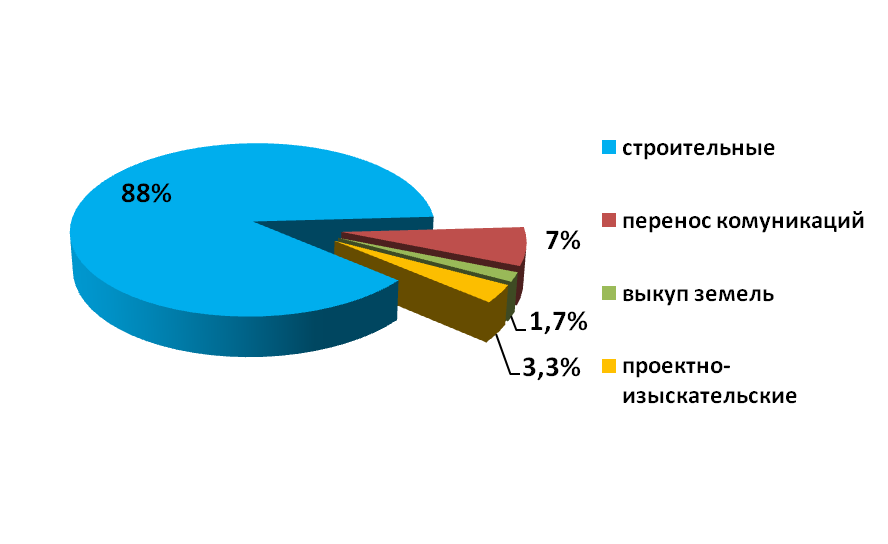 88%
7%
1,7%
3,3%
строительные
перенос комуникаций
выкуп земель
проектно-
изыскательские